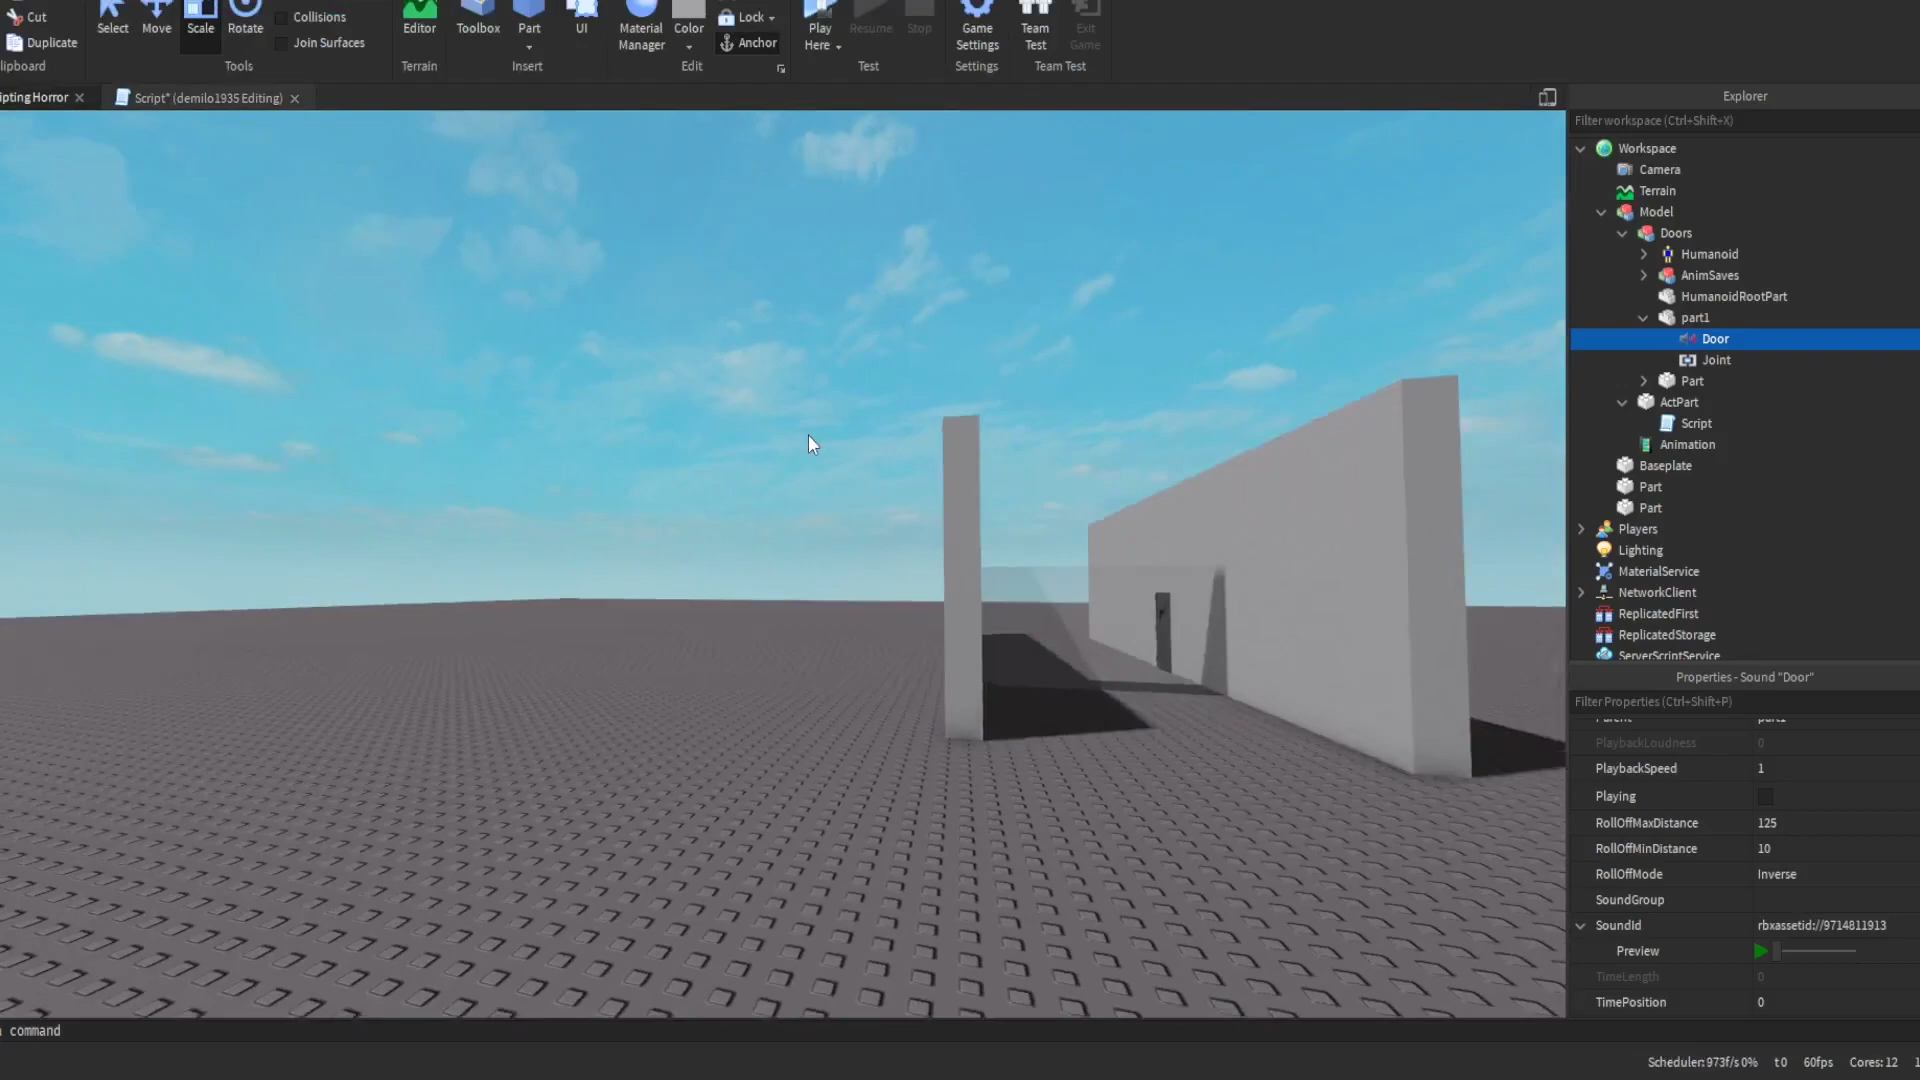 Cut
Duplicate
lipboard
Select
Move
Scale
Rotate
Collisions
Join Surfaces
Tools
Editor
Terrain
Toolbox
Part
UI
Insert
Material
Manager
Color
Lock
Anchor
Edit
Play
Here
Resume
Stop
Test
Game
Settings
Settings
Team
Test
Exit
Game
Team Test
ipting Horror
Script* (demilo1935 Editing)
Explorer
Filter workspace (Ctrl+Shift+X)
Workspace
Camera
Terrain
Model
Doors
Humanoid
AnimSaves
HumanoidRootPart
part1
Door
Joint
Part
ActPart
Script
Animation
Baseplate
Part
Part
Players
Lighting
MaterialService
NetworkClient
ReplicatedFirst
ReplicatedStorage
ServerScriptService
Properties - Sound "Door"
Filter Properties (Ctrl+Shift+P)
Parent part1
PlaybackLoudness 0
PlaybackSpeed 1
Playing
RollOffMaxDistance 125
RollOffMinDistance 10
RollOffMode Inverse
SoundGroup
SoundId rbxassetid://9714811913
Preview
TimeLength 0
TimePosition 0
command
Scheduler:973f/s 0% t 0 60fps Cores: 12